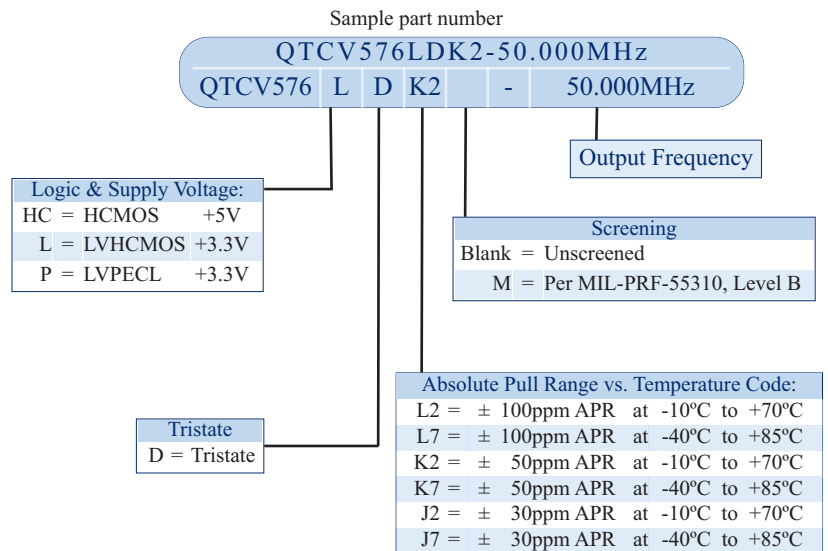 Sample part number
QTCV576LDK2-50.000MHz
QTCV576 L D K2 - 50.000MHz
Output Frequency
Logic & Supply Voltage:
HC = HCMOS +5V
L = LVHCMOS +3.3V
P = LVPECL +3.3V
Screening
Blank = Unscreened
M = Per MIL-PRF-55310, Level B
Tristate
D = Tristate
Absolute Pull Range vs. Temperature Code:
L2 = ± 100ppm APR at -10ºC to +70ºC
L7 = ± 100ppm APR at -40ºC to +85ºC
K2 = ± 50ppm APR at -10ºC to +70ºC
K7 = ± 50ppm APR at -40ºC to +85ºC
J2 = ± 30ppm APR at -10ºC to +70ºC
J7 = ± 30ppm APR at -40ºC to +85ºC